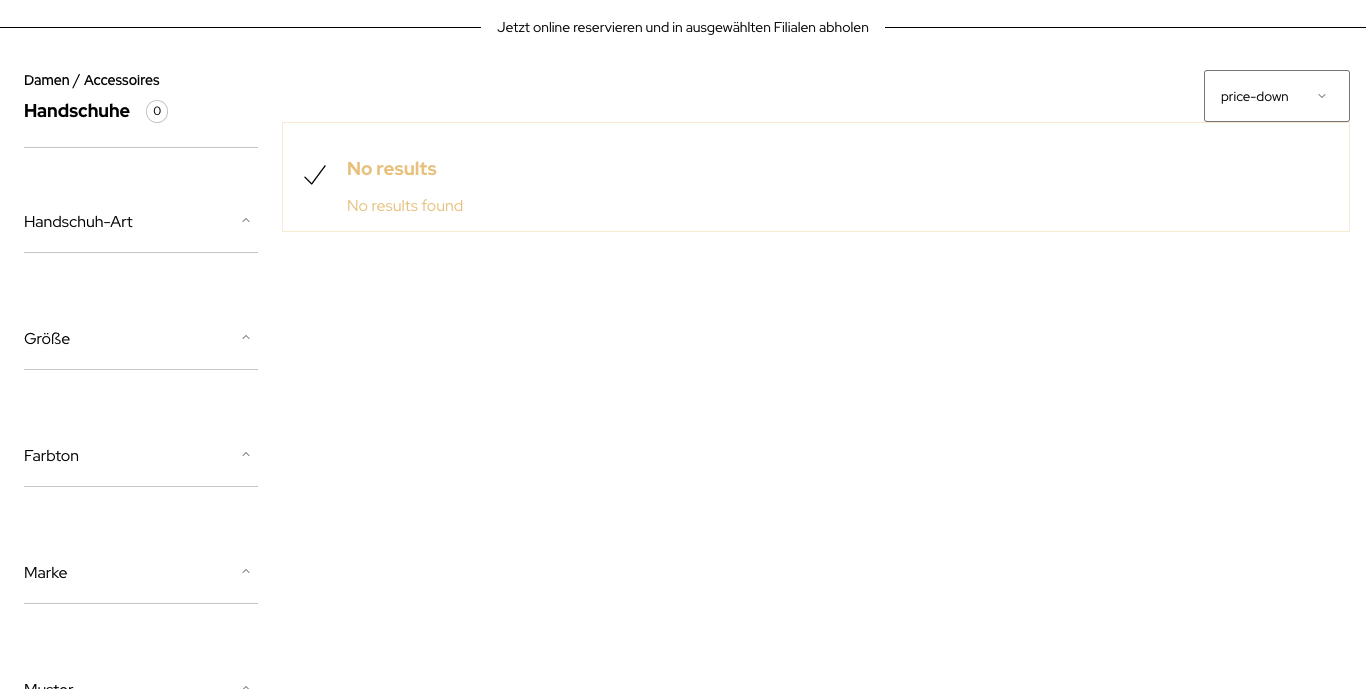 Jetzt online reservieren und in ausgewählten Filialen abholen
Damen / Accessoires
Handschuhe 0
price-down
No results
No results found
Handschuh-Art
Größe
Farbton
Marke
Muster